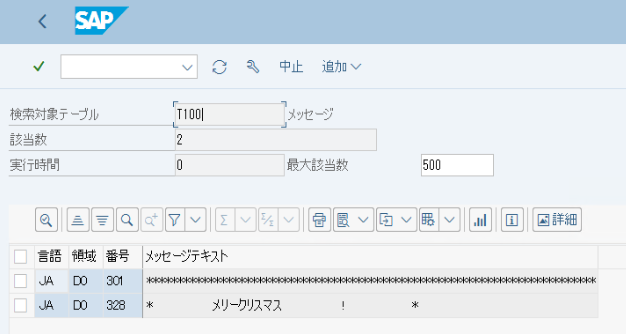 SAP
中止 追加
検索対象テーブル T100 メッセージ
該当数 2
実行時間 0 最大該当数 500
詳細
言語 領域 番号 メッセージテキスト
JA DO 301 **************************************************************************
JA DO 328 * メリークリスマス ! *